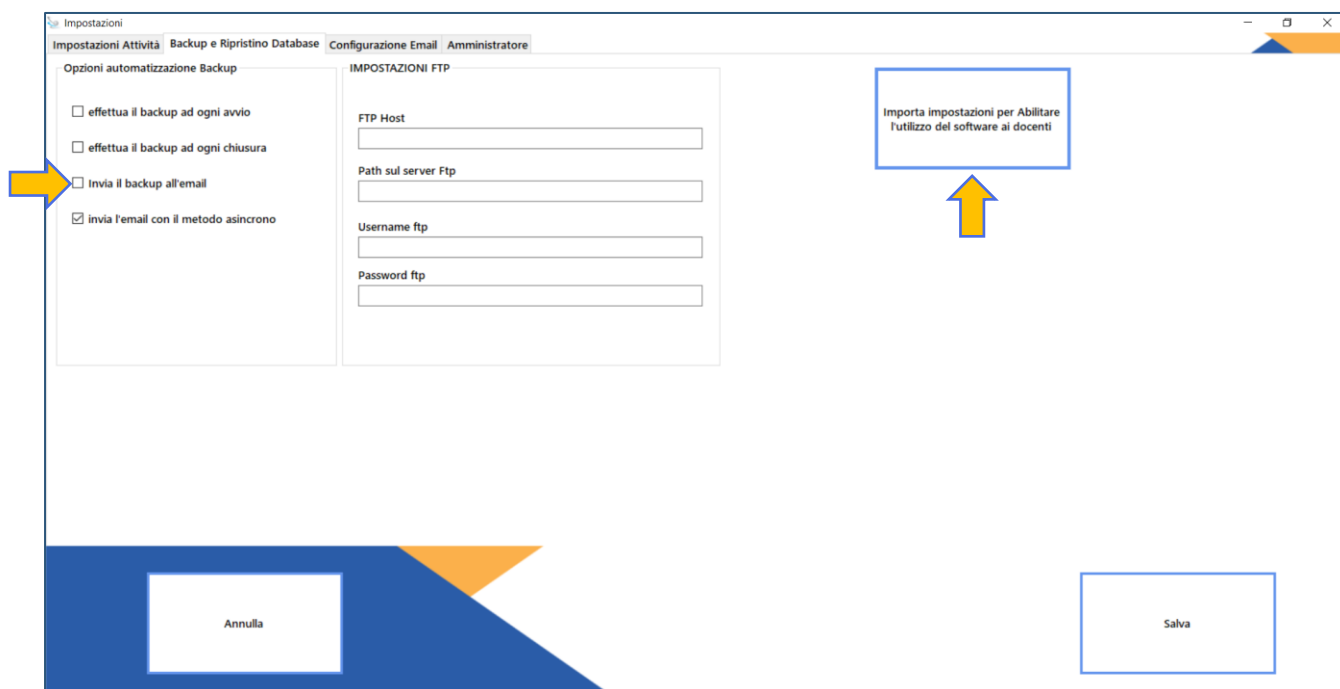 Impostazioni
Impostazioni Attività Backup e Ripristino Database Configurazione Email Amministratore
Opzioni automatizzazione Backup
effettua il backup ad ogni avvio
effettua il backup ad ogni chiusura
Invia il backup all'email
invia l'email con il metodo asincrono
IMPOSTAZIONI FTP
FTP Host
Path sul server Ftp
Username ftp
Password ftp
Importa impostazioni per Abilitare
l'utilizzo del software ai docenti
Annulla
Salva